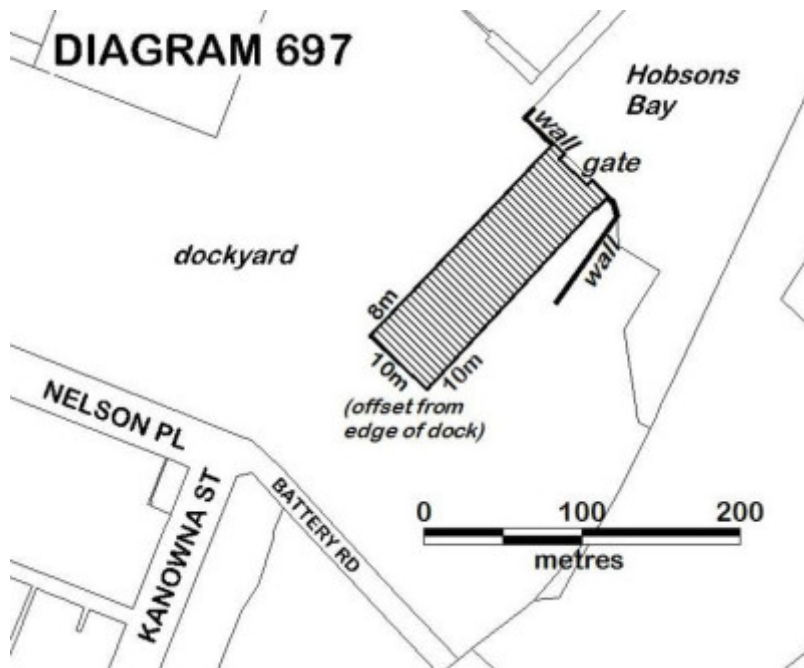 DIAGRAM 697
Hobsons
Bay
wall
gate
dockyard
wall
8m
10m
10m
(offset from
edge of dock)
NELSON PL
KANOWNA ST
BATTERY RD
0 100 200
metres